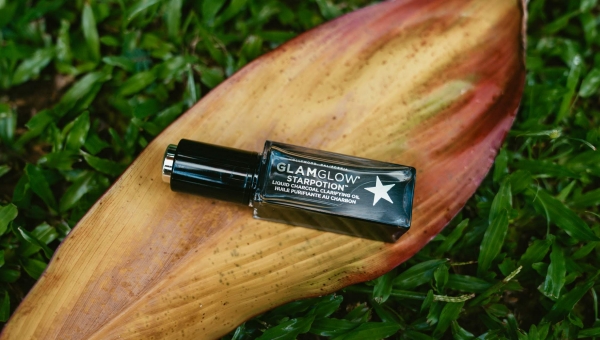 GLAMGLOW
STARPOTION™
LIQUID CHARCOAL CLARIFYING OIL
HUILE PURIFIANTE AU CHARBON